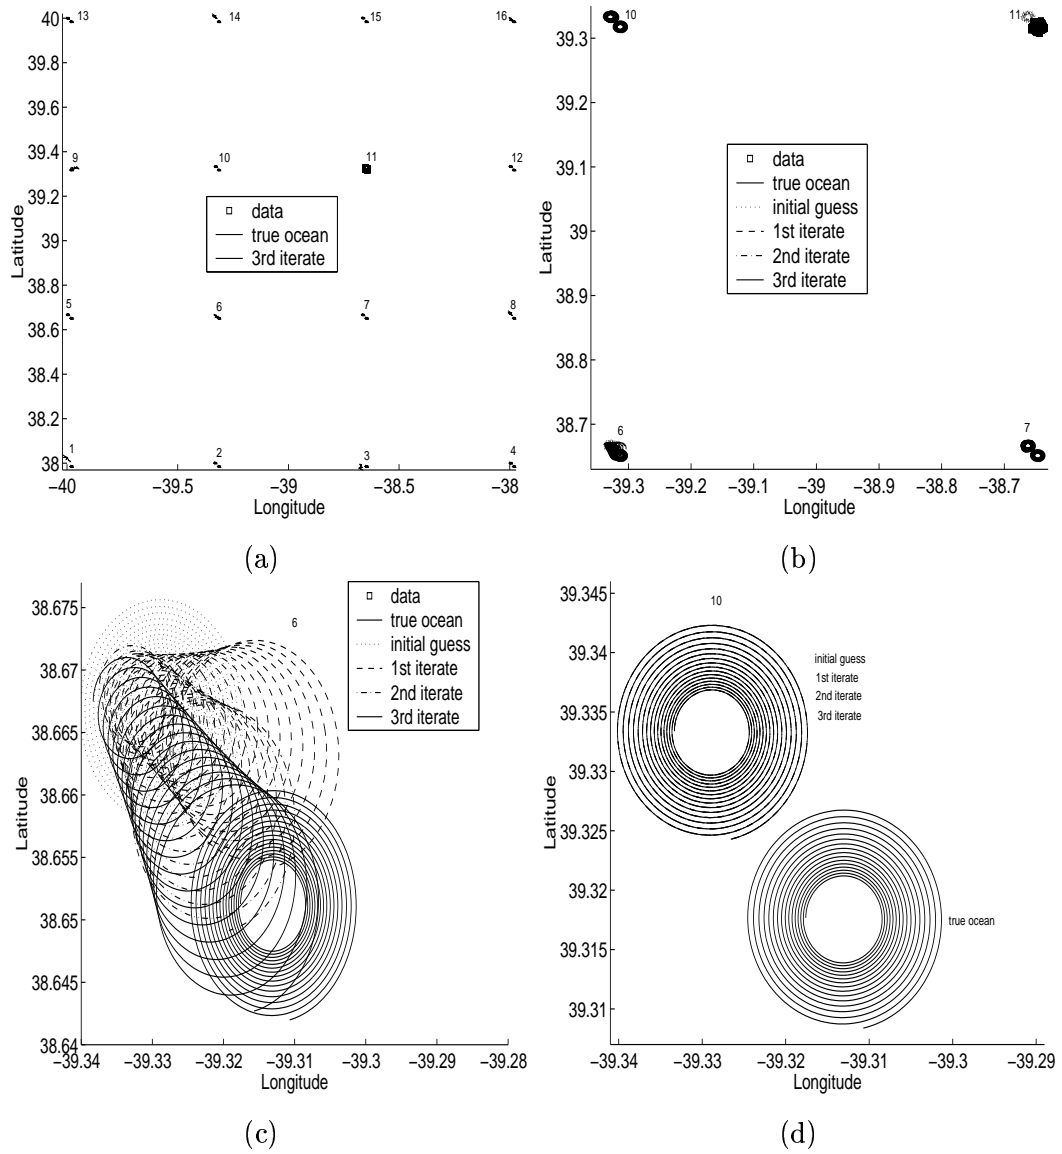 40
39.8
39.6
39.4
39.2
39
38.8
38.6
38.4
38.2
38
Latitude
13
14
15
16
9
10
11
12
5
6
7
8
1
2
3
4
data
true ocean
3rd iterate
−40
−39.5
−39
−38.5
−38
Longitude
(a)
39.3
39.2
39.1
39
38.9
38.8
38.7
Latitude
10
11
6
7
data
true ocean
initial guess
1st iterate
2nd iterate
3rd iterate
−39.3
−39.2
−39.1
−39
−38.9
−38.8
−38.7
Longitude
(b)
38.675
38.67
38.665
38.66
38.655
38.65
38.645
38.64
Latitude
6
data
true ocean
initial guess
1st iterate
2nd iterate
3rd iterate
−39.34
−39.33
−39.32
−39.31
−39.3
−39.29
−39.28
Longitude
(c)
39.345
39.34
39.335
39.33
39.325
39.32
39.315
39.31
Latitude
10
initial guess
1st iterate
2nd iterate
3rd iterate
true ocean
−39.34
−39.33
−39.32
−39.31
−39.3
−39.29
Longitude
(d)